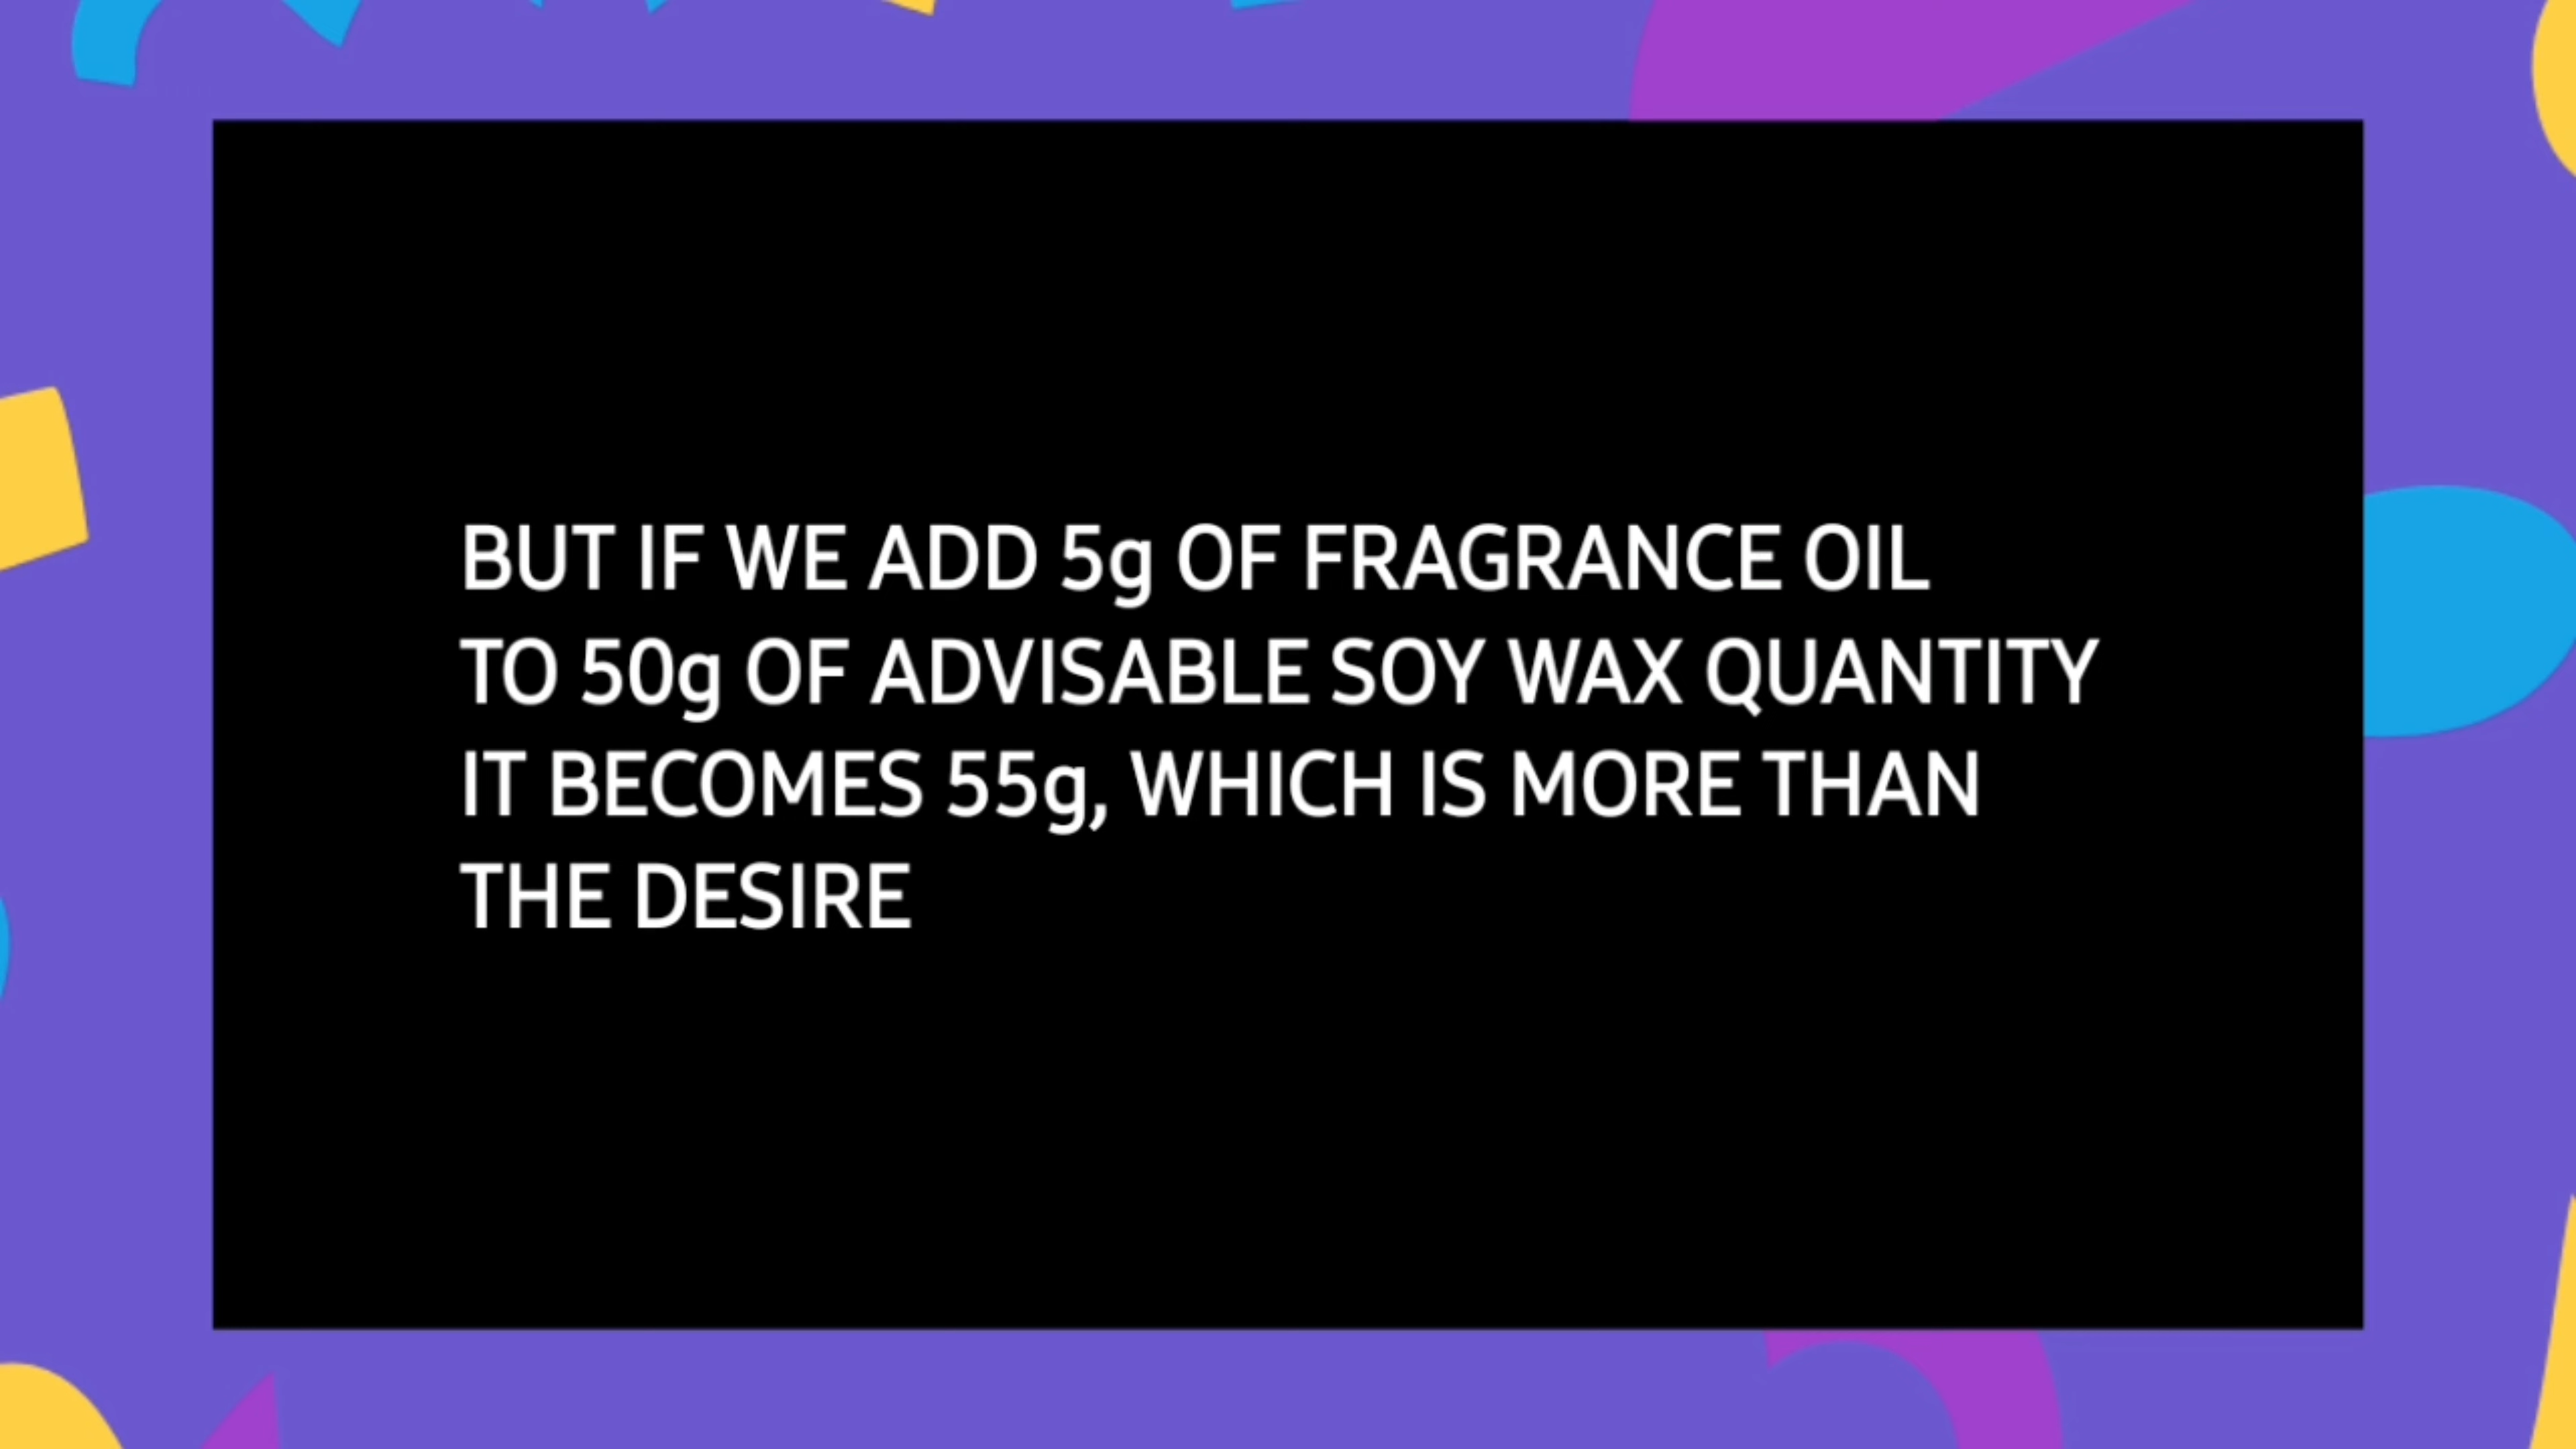 BUT IF WE ADD 5g OF FRAGRANCE OIL
TO 50g OF ADVISABLE SOY WAX QUANTITY
IT BECOMES 55g, WHICH IS MORE THAN
THE DESIRE